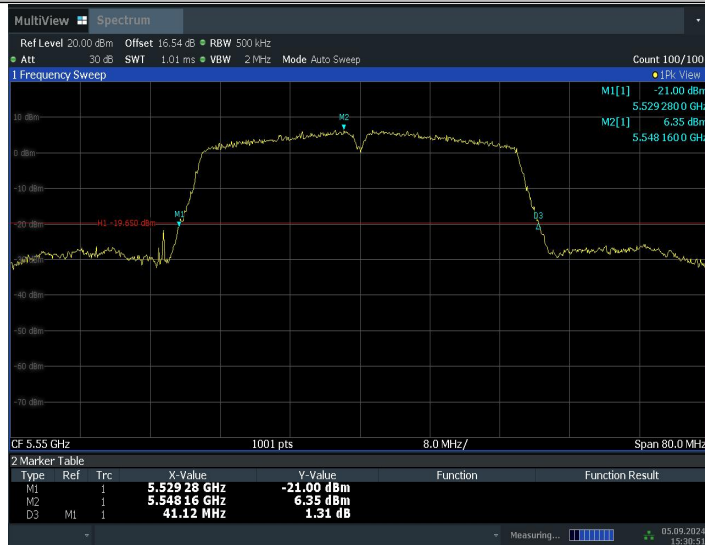 MultiView Spectrum
Ref Level 20.00 dBm Offset 16.54 dB RBW 500 kHz
Att 30 dB SWT 1.01 ms VBW 2 MHz Mode Auto Sweep Count 100/100
1 Frequency Sweep 1Pk View
M1[1] -21.00 dBm
5.529 280 0 GHz
M2[1] 6.35 dBm
5.548 160 0 GHz
M2
10 dBm
0 dBm
-10 dBm
M1
D3
-20 dBm
H1 -19.650 dBm
-40 dBm
-50 dBm
-60 dBm
-70 dBm
CF 5.55 GHz 1001 pts 8.0 MHz/ Span 80.0 MHz
2 Marker Table
Type Ref Trc X-Value Y-Value Function Function Result
M1 1 5.529 28 GHz -21.00 dBm
M2 1 5.548 16 GHz 6.35 dBm
D3 M1 1 41.12 MHz 1.31 dB
Measuring... 05.09.2024
15:30:51